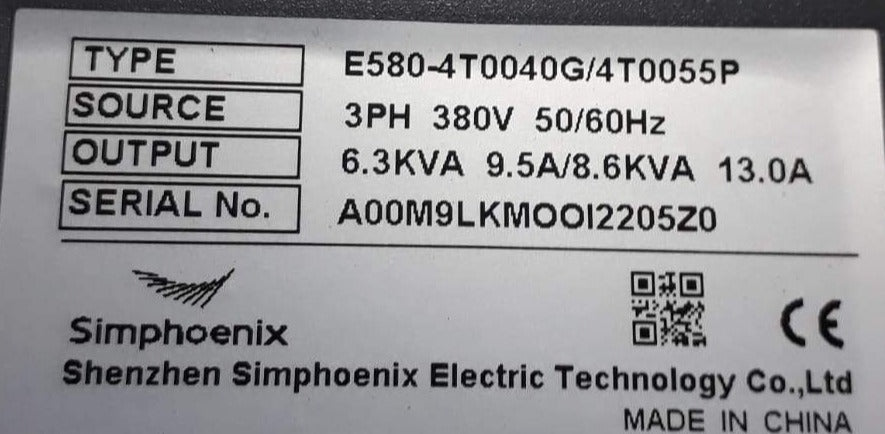 TYPE E580-4T0040G/4T0055P
SOURCE 3PH 380V 50/60Hz
OUTPUT 6.3KVA 9.5A/8.6KVA 13.0A
SERIAL No. A00M9LKMOOI2205Z0
Simphoenix
CE
Shenzhen Simphoenix Electric Technology Co.,Ltd
MADE IN CHINA